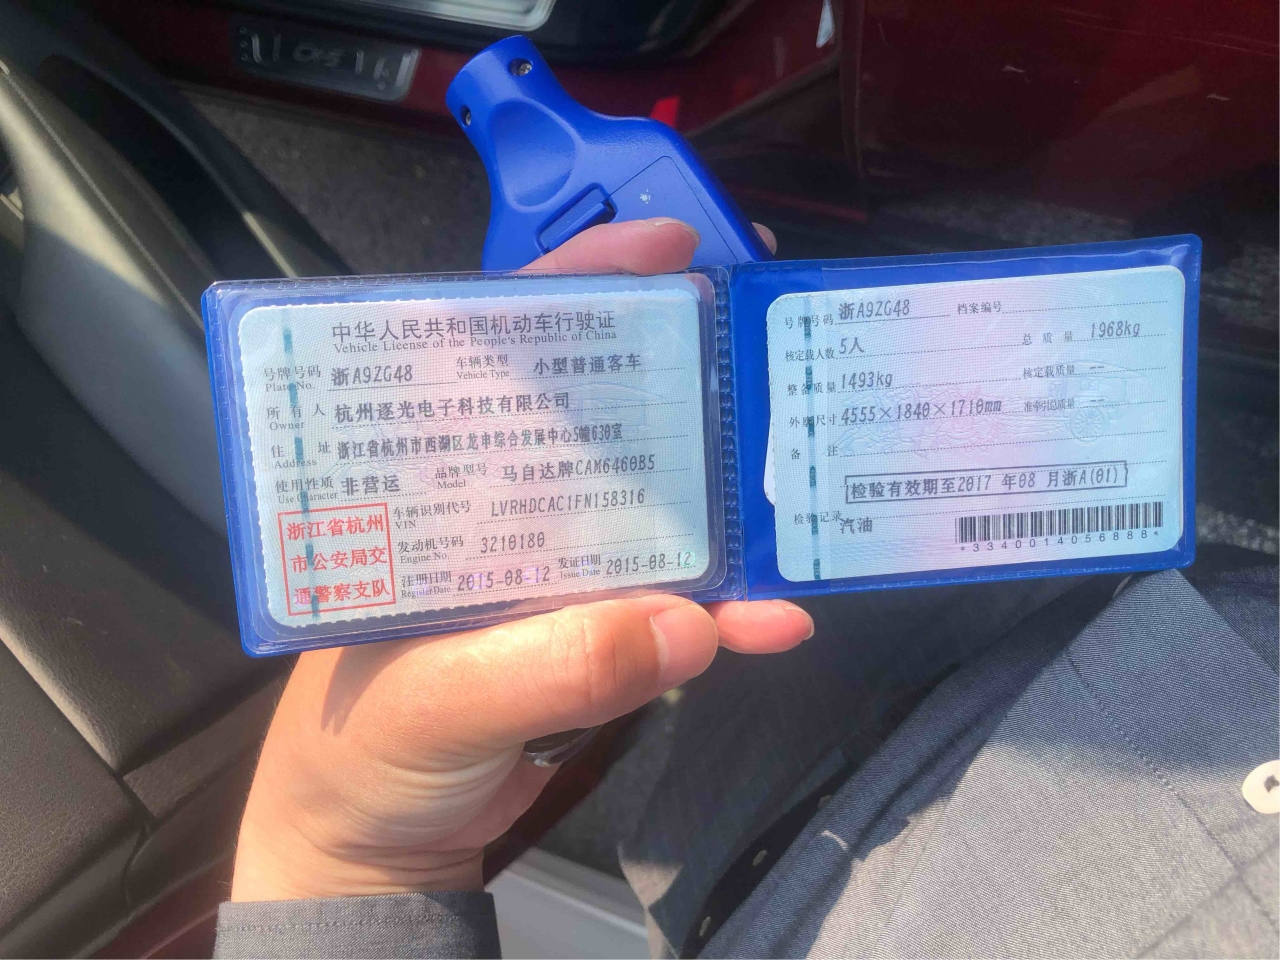 中华人民共和国机动车行驶证
Vehicle License of the People's Republic of China
号牌号码 浙A9ZG48 车辆类型 小型普通客车
Plate No. Vehicle Type
所有人 杭州逐光电子科技有限公司
Owner
住址 浙江省杭州市西湖区龙申综合发展中心5幢630室
Address
使用性质 非营运 品牌型号 马自达牌CAM6460B5
Use Character Model
浙江省杭州
市公安局交
通警察支队
车辆识别代号 LVRHDCAC1FN158316
VIN
发动机号码 3210180
Engine No.
注册日期 2015-08-12 发证日期 2015-08-12
Register Date Issue Date
号牌号码 浙A9ZG48 档案编号
核定载人数 5人 总质量 1968kg
整备质量 1493kg 核定载质量 --
外廓尺寸 4555×1840×1710mm 准牵引总质量 --
备注
检验有效期至2017 年08 月浙A(01)
检验记录
汽油
*3340014056888*